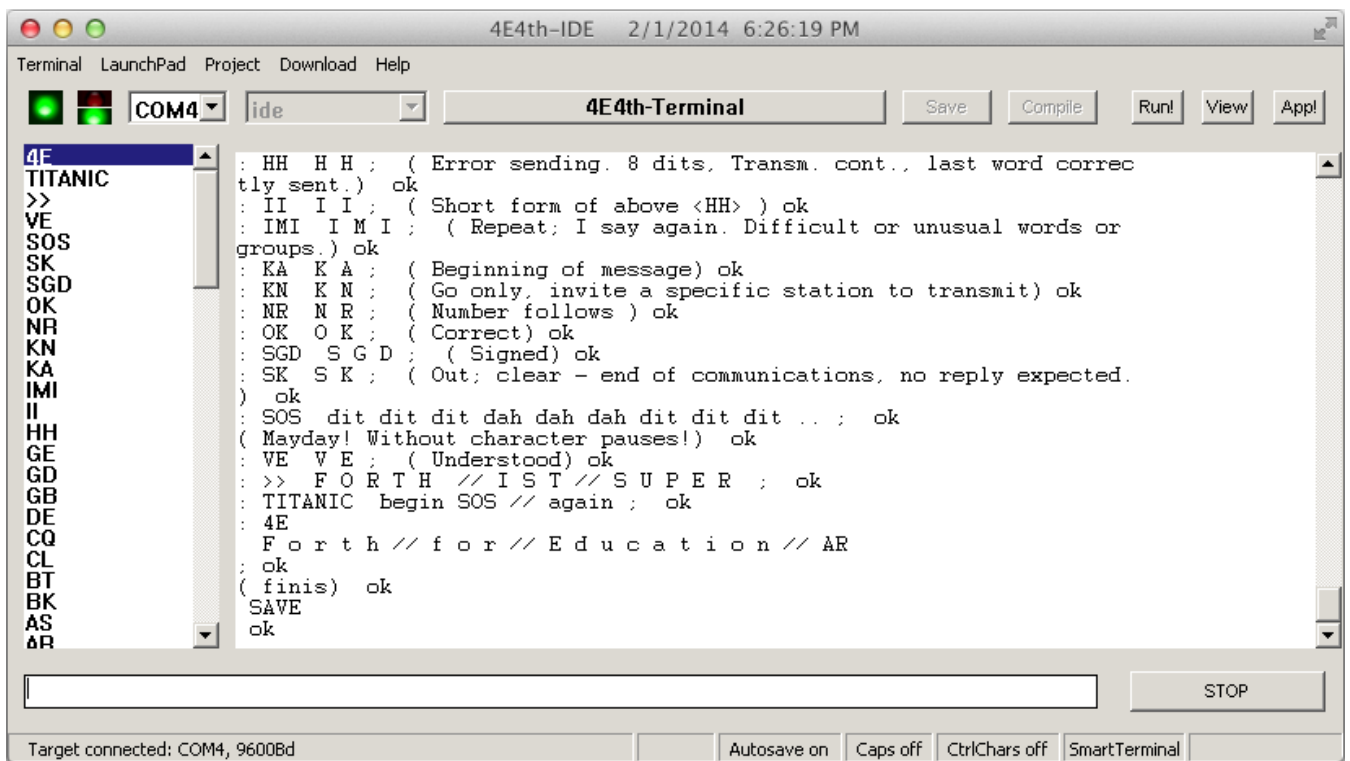 4E4th-IDE 2/1/2014 6:26:19 PM
Terminal LaunchPad Project Download Help
COM4 ide 4E4th-Terminal Save Compile Run! View App!
4E
TITANIC
>>
VE
SOS
SK
SGD
OK
NR
KN
KA
IMI
II
HH
GE
GD
GB
DE
CQ
CL
BT
BK
AS
AR
: HH H H ; ( Error sending. 8 dits, Transm. cont., last word correc
tly sent.) ok
: II I I ; ( Short form of above <HH> ) ok
: IMI I M I ; ( Repeat; I say again. Difficult or unusual words or
groups.) ok
: KA K A ; ( Beginning of message) ok
: KN K N ; ( Go only, invite a specific station to transmit) ok
: NR N R ; ( Number follows ) ok
: OK O K ; ( Correct) ok
: SGD S G D ; ( Signed) ok
: SK S K ; ( Out; clear – end of communications, no reply expected.
) ok
: SOS dit dit dit dah dah dah dit dit dit .. ; ok
( Mayday! Without character pauses!) ok
: VE V E ; ( Understood) ok
: >> F O R T H // I S T // S U P E R ; ok
: TITANIC begin SOS // again ; ok
: 4E
F o r t h // f o r // E d u c a t i o n // AR
; ok
( finis) ok
SAVE
ok
STOP
Target connected: COM4, 9600Bd Autosave on Caps off CtrlChars off SmartTerminal